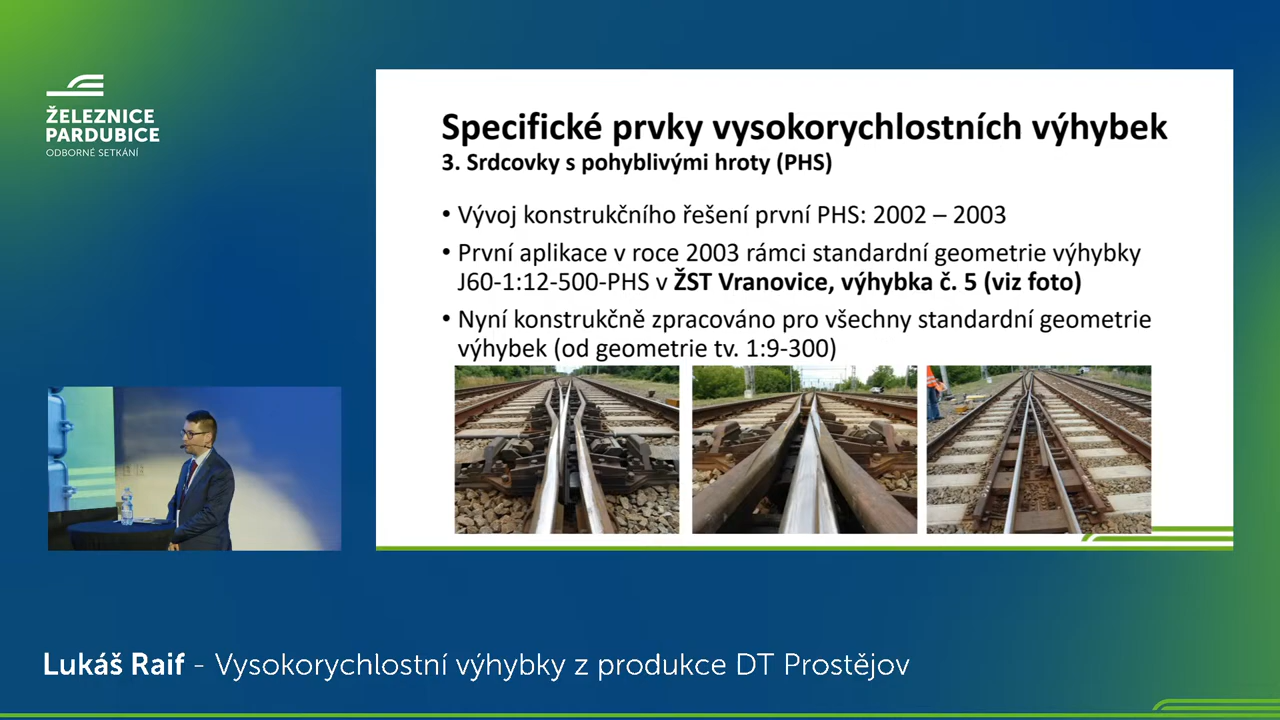 ŽELEZNICE
PARDUBICE
ODBORNÉ SETKÁNÍ
Specifické prvky vysokorychlostních výhybek
3. Srdcovky s pohyblivými hroty (PHS)
• Vývoj konstrukčního řešení první PHS: 2002 – 2003
• První aplikace v roce 2003 rámci standardní geometrie výhybky
J60-1:12-500-PHS v ŽST Vranovice, výhybka č. 5 (viz foto)
• Nyní konstrukčně zpracováno pro všechny standardní geometrie
výhybek (od geometrie tv. 1:9-300)
Lukáš Raif - Vysokorychlostní výhybky z produkce DT Prostějov